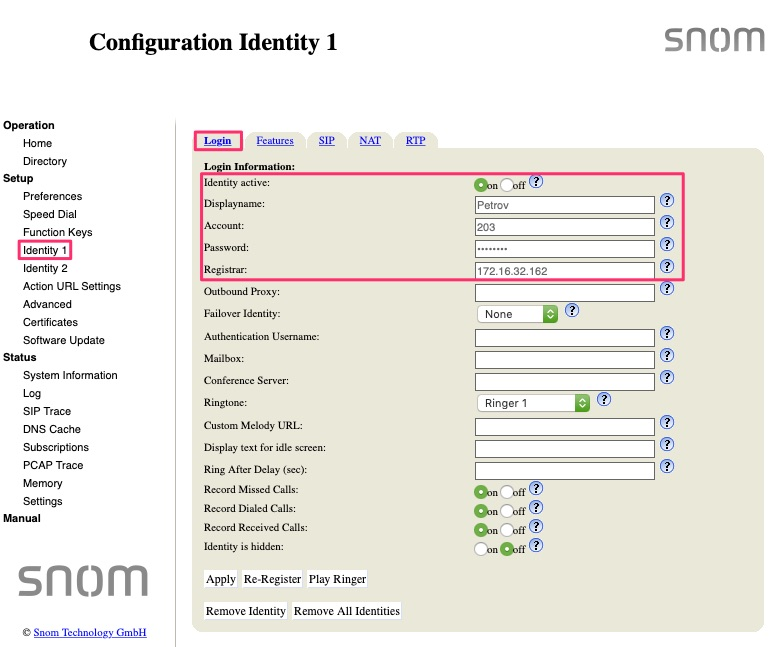 Configuration Identity 1
snom
Operation
Home
Directory
Setup
Preferences
Speed Dial
Function Keys
Identity 1
Identity 2
Action URL Settings
Advanced
Certificates
Software Update
Status
System Information
Log
SIP Trace
DNS Cache
Subscriptions
PCAP Trace
Memory
Settings
Manual
snom
© Snom Technology GmbH
Login Features SIP NAT RTP
Login Information:
Identity active: on off ?
Displayname: Petrov ?
Account: 203 ?
Password: •••••••• ?
Registrar: 172.16.32.162 ?
Outbound Proxy: ?
Failover Identity: None ?
Authentication Username: ?
Mailbox: ?
Conference Server: ?
Ringtone: Ringer 1 ?
Custom Melody URL: ?
Display text for idle screen: ?
Ring After Delay (sec): ?
Record Missed Calls: on off ?
Record Dialed Calls: on off ?
Record Received Calls: on off ?
Identity is hidden: on off ?
Apply Re-Register Play Ringer
Remove Identity Remove All Identities